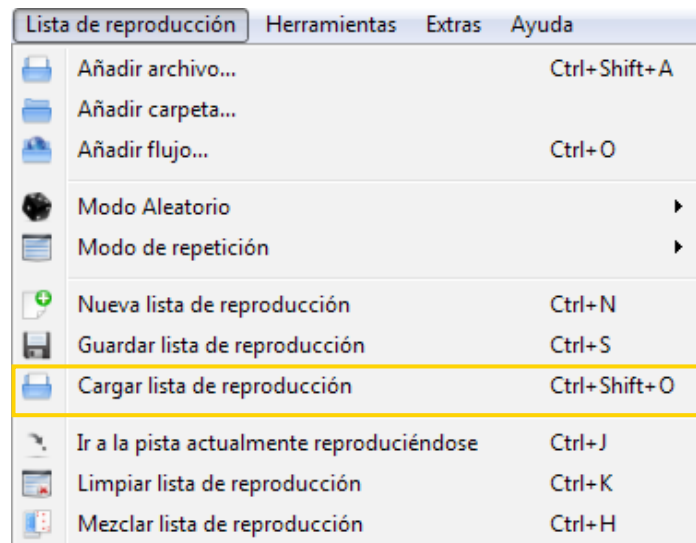 Lista de reproducción Herramientas Extras Ayuda
Añadir archivo... Ctrl+Shift+A
Añadir carpeta...
Añadir flujo... Ctrl+O
Modo Aleatorio
Modo de repetición
Nueva lista de reproducción Ctrl+N
Guardar lista de reproducción Ctrl+S
Cargar lista de reproducción Ctrl+Shift+O
Ir a la pista actualmente reproduciéndose Ctrl+J
Limpiar lista de reproducción Ctrl+K
Mezclar lista de reproducción Ctrl+H